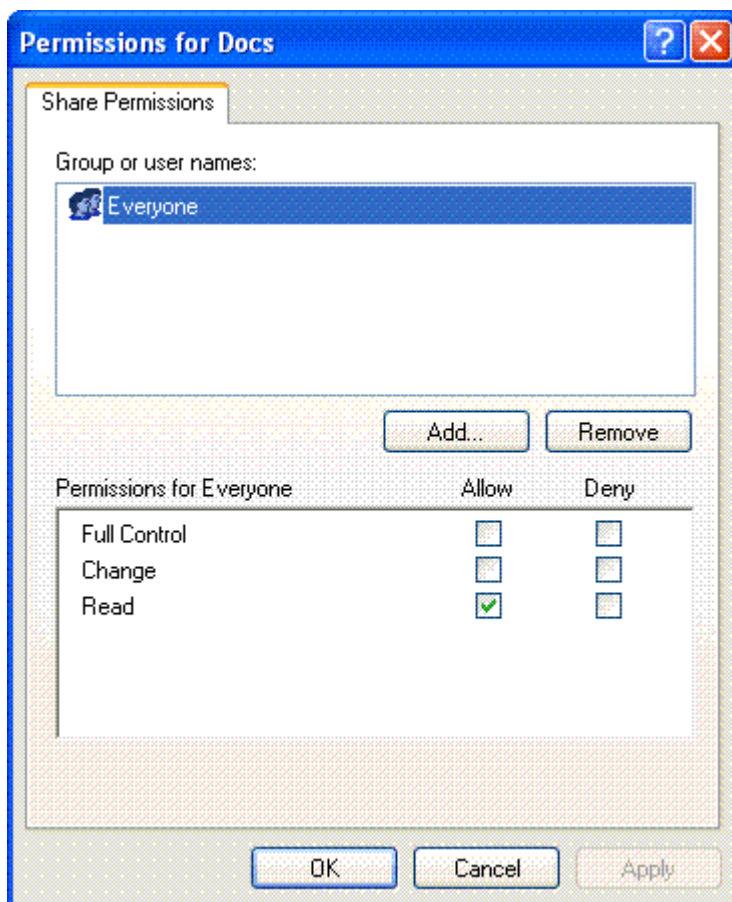 Permissions for Docs
Share Permissions
Group or user names:
Everyone
Add... Remove
Permissions for Everyone Allow Deny
Full Control
Change
Read
OK Cancel Apply